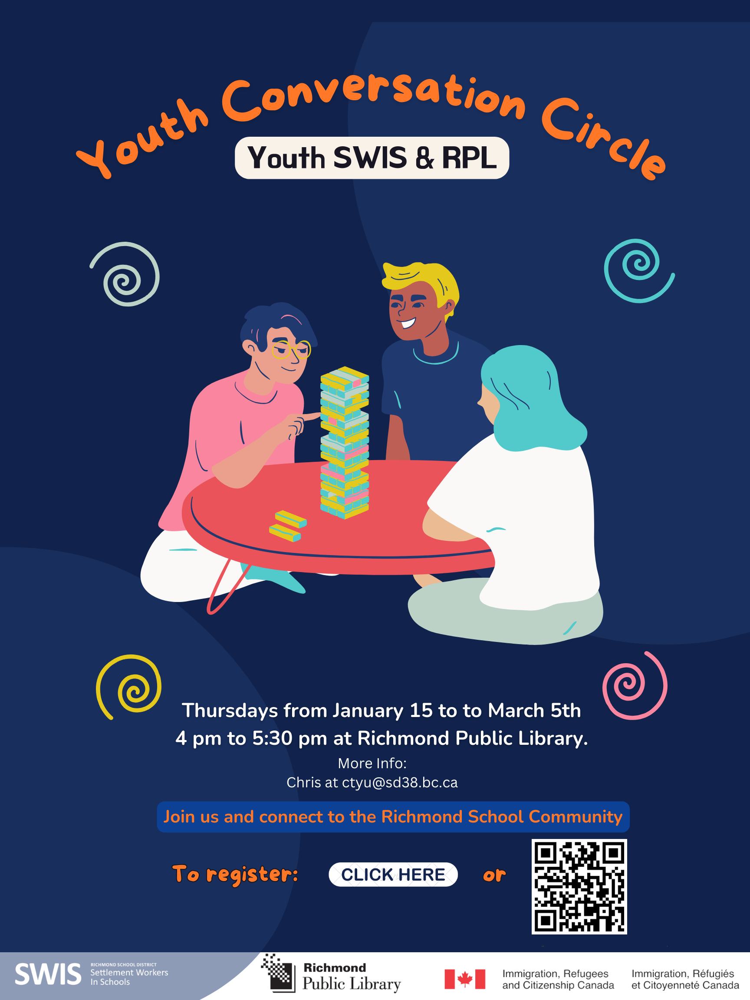 Youth Conversation Circle
Youth SWIS & RPL
Thursdays from January 15 to to March 5th
4 pm to 5:30 pm at Richmond Public Library.
More Info:
Chris at ctyu@sd38.bc.ca
Join us and connect to the Richmond School Community
To register:
CLICK HERE
or
SWIS
RICHMOND SCHOOL DISTRICT
Settlement Workers
In Schools
Richmond
Public Library
Immigration, Refugees
and Citizenship Canada
Immigration, Réfugiés
et Citoyenneté Canada